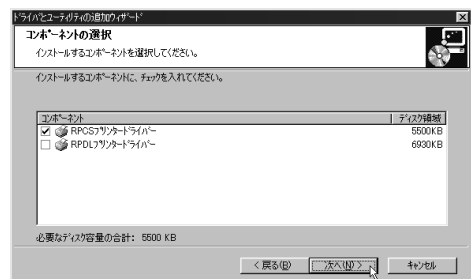 ﾄﾞﾗｲﾊﾞとﾕｰﾃｨﾘﾃｨの追加ｳｨｻﾞｰﾄﾞ
ｺﾝﾎﾟｰﾈﾝﾄの選択
ｲﾝｽﾄｰﾙするｺﾝﾎﾟｰﾈﾝﾄを選択してください。
ｲﾝｽﾄｰﾙするｺﾝﾎﾟｰﾈﾝﾄに、ﾁｪｯｸを入れてください。
ｺﾝﾎﾟｰﾈﾝﾄ ﾃﾞｨｽｸ領域
RPCSﾌﾟﾘﾝﾀｰﾄﾞﾗｲﾊﾞｰ 5500KB
RPDLﾌﾟﾘﾝﾀｰﾄﾞﾗｲﾊﾞｰ 6930KB
必要なﾃﾞｨｽｸ容量の合計: 5500 KB
< 戻る(B) 次へ(N) > ｷｬﾝｾﾙ